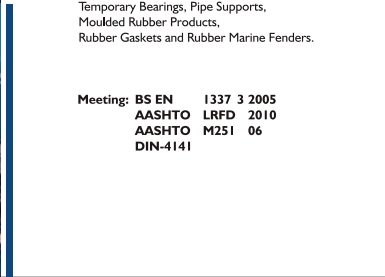 Temporary Bearings, Pipe Supports,
Moulded Rubber Products,
Rubber Gaskets and Rubber Marine Fenders.
Meeting: BS EN 1337 3 2005
AASHTO LRFD 2010
AASHTO M251 06
DIN-4141